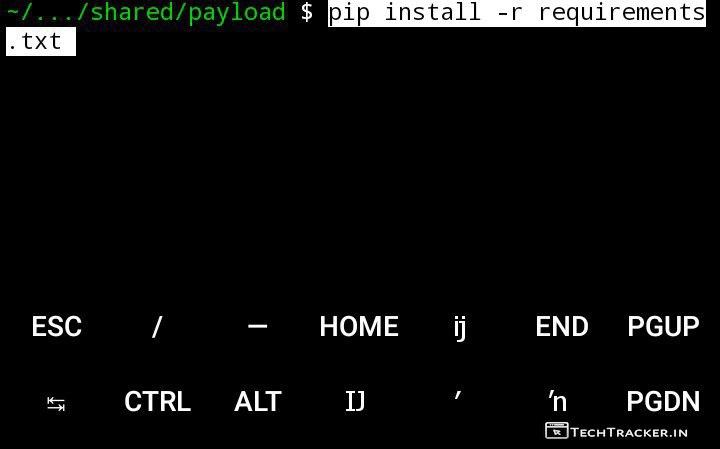 ~/.../shared/payload $ pip install -r requirements
.txt
ESC / — HOME ĳ END PGUP
↹ CTRL ALT Ĳ ′ ŉ PGDN
TECHTRACKER.IN